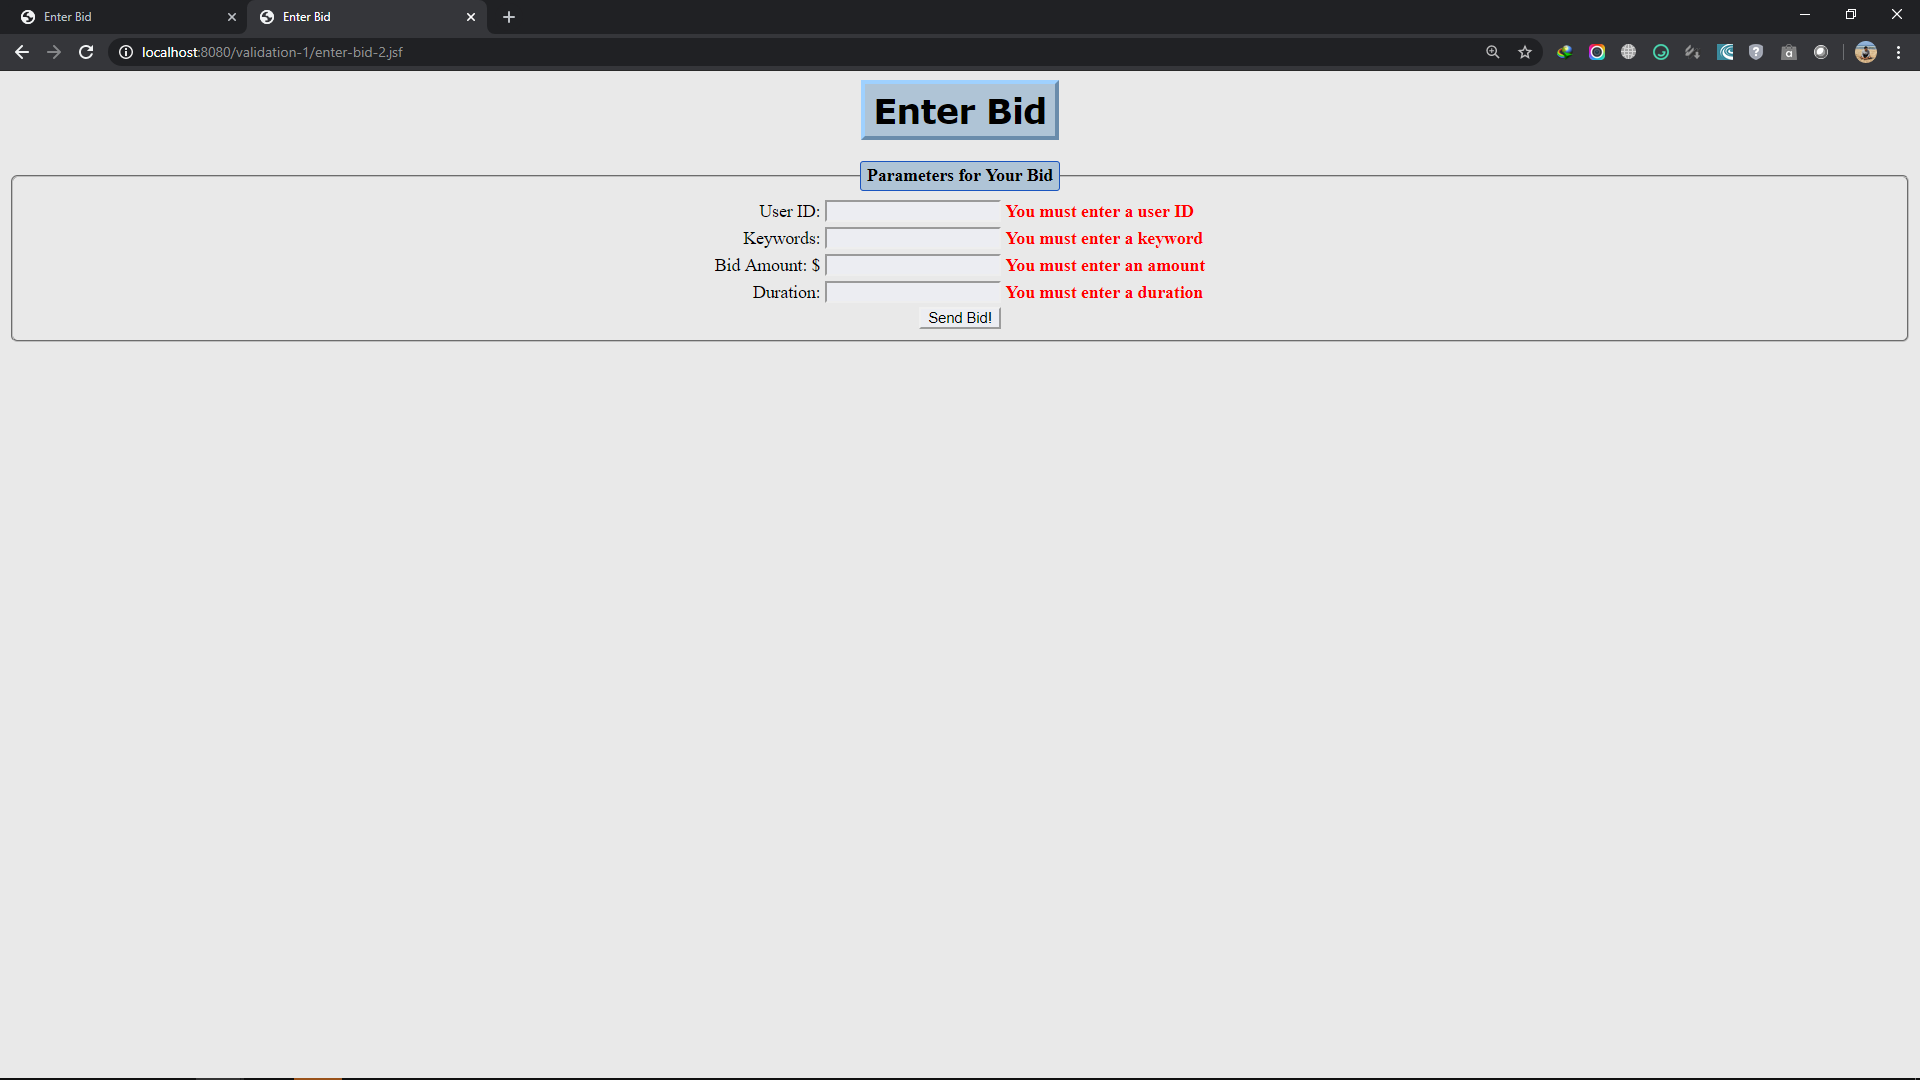 Enter Bid
Enter Bid
localhost:8080/validation-1/enter-bid-2.jsf
Enter Bid
Parameters for Your Bid
User ID: You must enter a user ID
Keywords: You must enter a keyword
Bid Amount: $ You must enter an amount
Duration: You must enter a duration
Send Bid!